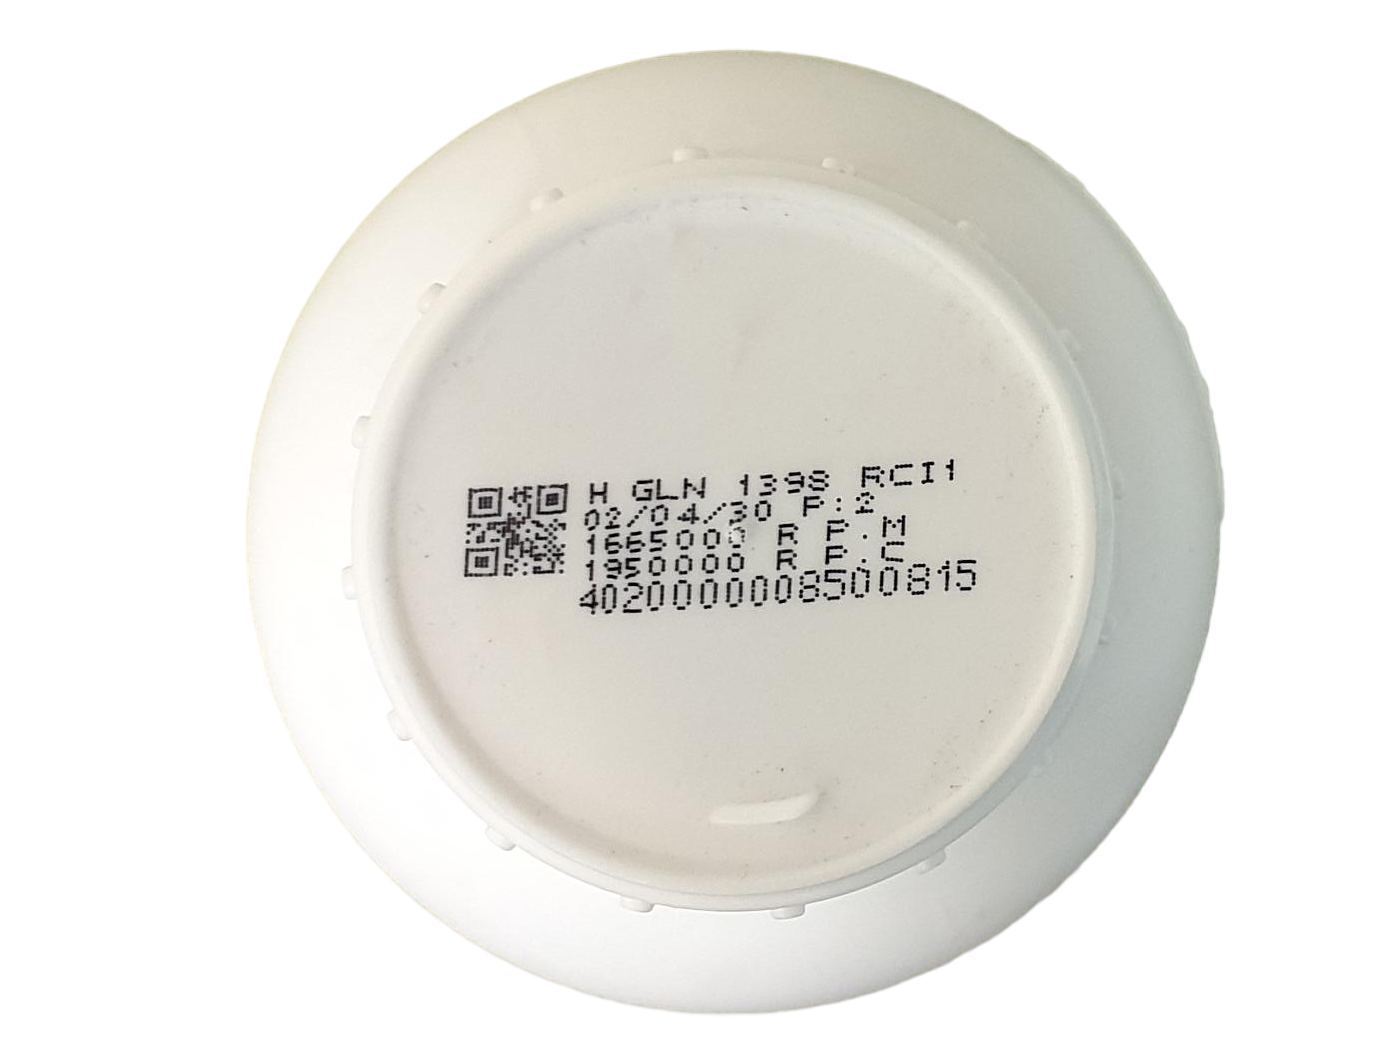 H GLN 1398 RCI1
02/04/30 P:2
1665000 R P.M
1950000 R P.C
4020000008500815